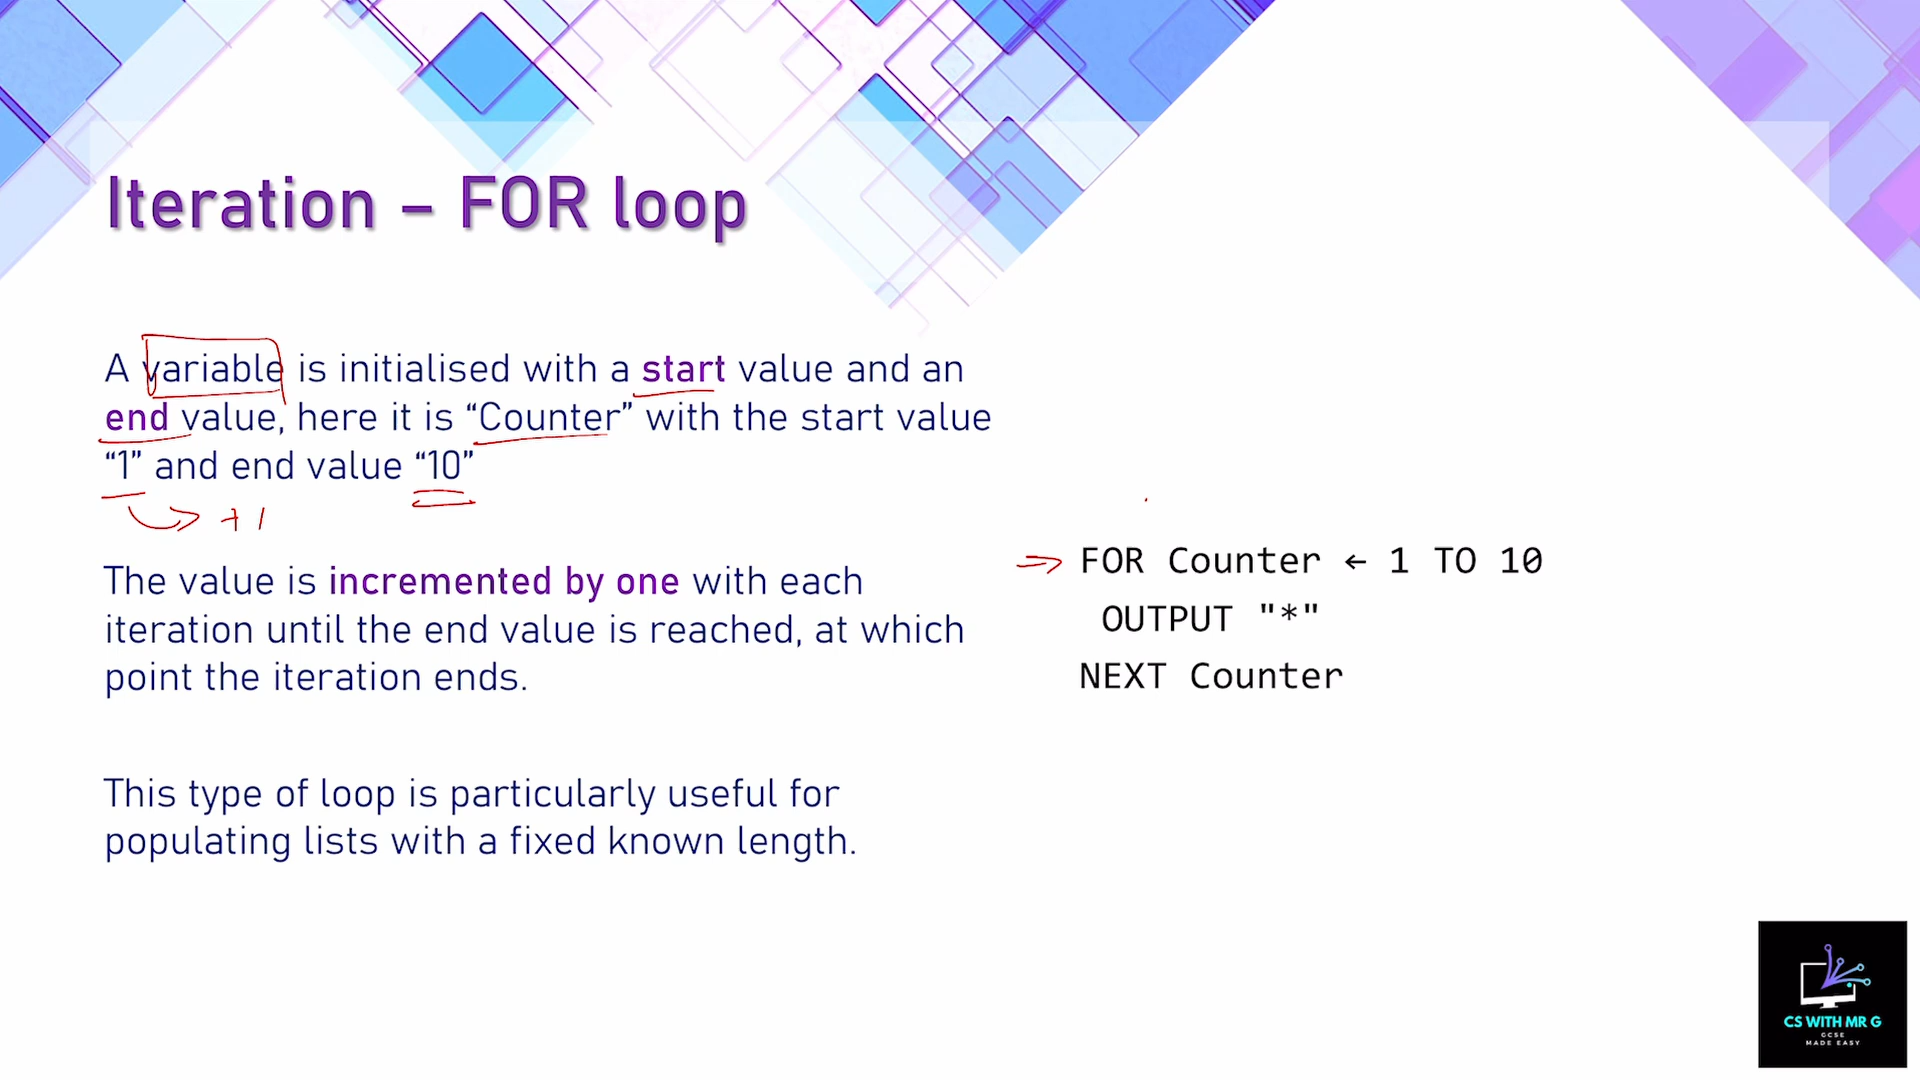 Iteration – FOR loop
A variable is initialised with a start value and an
end value, here it is “Counter” with the start value
“1” and end value “10”
+1
The value is incremented by one with each
iteration until the end value is reached, at which
point the iteration ends.
This type of loop is particularly useful for
populating lists with a fixed known length.
FOR Counter ← 1 TO 10
OUTPUT "*"
NEXT Counter
CS WITH MR G
GCSE
MADE EASY